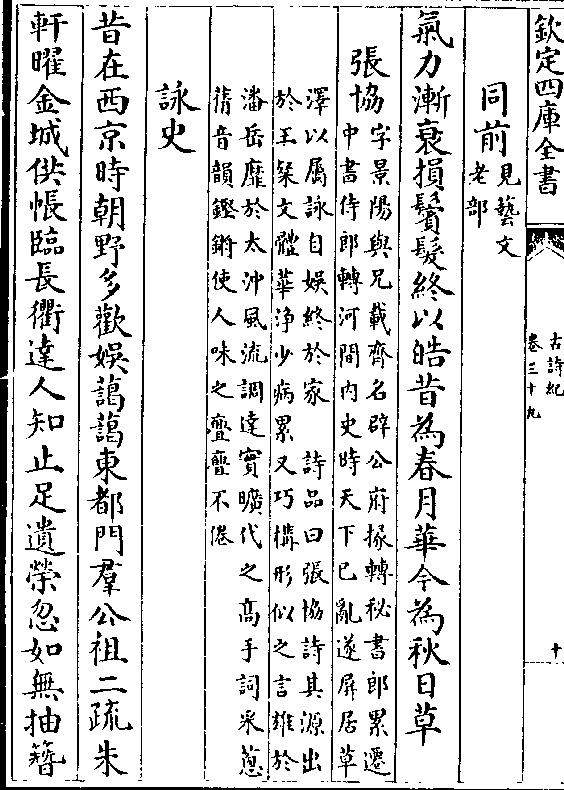 欽定四庫全書
古詩紀
卷三十九
十
同前
見藝文
老部
氣力漸衰損鬢髮終以皓昔為春月華今為秋日草
張協
字景陽與兄載齊名辟公府掾轉秘書郎累遷
中書侍郎轉河間内史時天下已亂遂屏居草
澤以屬詠自娱終於家 詩品曰張協詩其源出
於王粲文體華淨少病累又巧構形似之言雄於
潘岳靡於太沖風流調達實曠代之高手詞采蔥
蒨音韻鏗鏘使人味之亹亹不倦
詠史
昔在西京時朝野多歡娱藹藹東都門羣公祖二疏朱
軒曜金城供帳臨長衢達人知止足遺榮忽如無抽簪